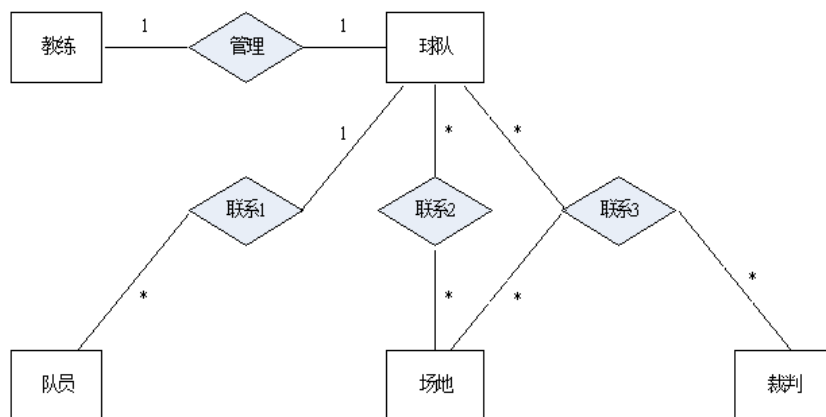 教练 1 管理 1 球队
1 * *
联系1 联系2 联系3
* * * *
队员 场地 裁判